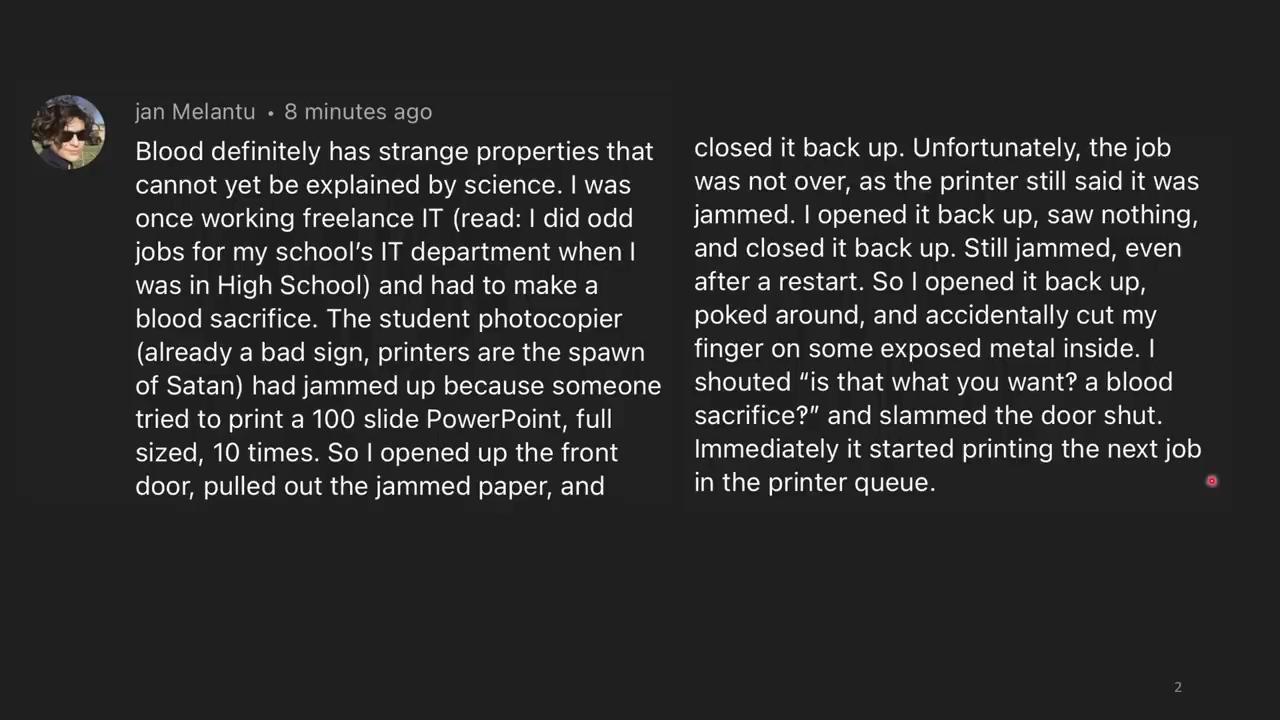 jan Melantu • 8 minutes ago
Blood definitely has strange properties that
cannot yet be explained by science. I was
once working freelance IT (read: I did odd
jobs for my school’s IT department when I
was in High School) and had to make a
blood sacrifice. The student photocopier
(already a bad sign, printers are the spawn
of Satan) had jammed up because someone
tried to print a 100 slide PowerPoint, full
sized, 10 times. So I opened up the front
door, pulled out the jammed paper, and
closed it back up. Unfortunately, the job
was not over, as the printer still said it was
jammed. I opened it back up, saw nothing,
and closed it back up. Still jammed, even
after a restart. So I opened it back up,
poked around, and accidentally cut my
finger on some exposed metal inside. I
shouted “is that what you want? a blood
sacrifice?” and slammed the door shut.
Immediately it started printing the next job
in the printer queue.
2